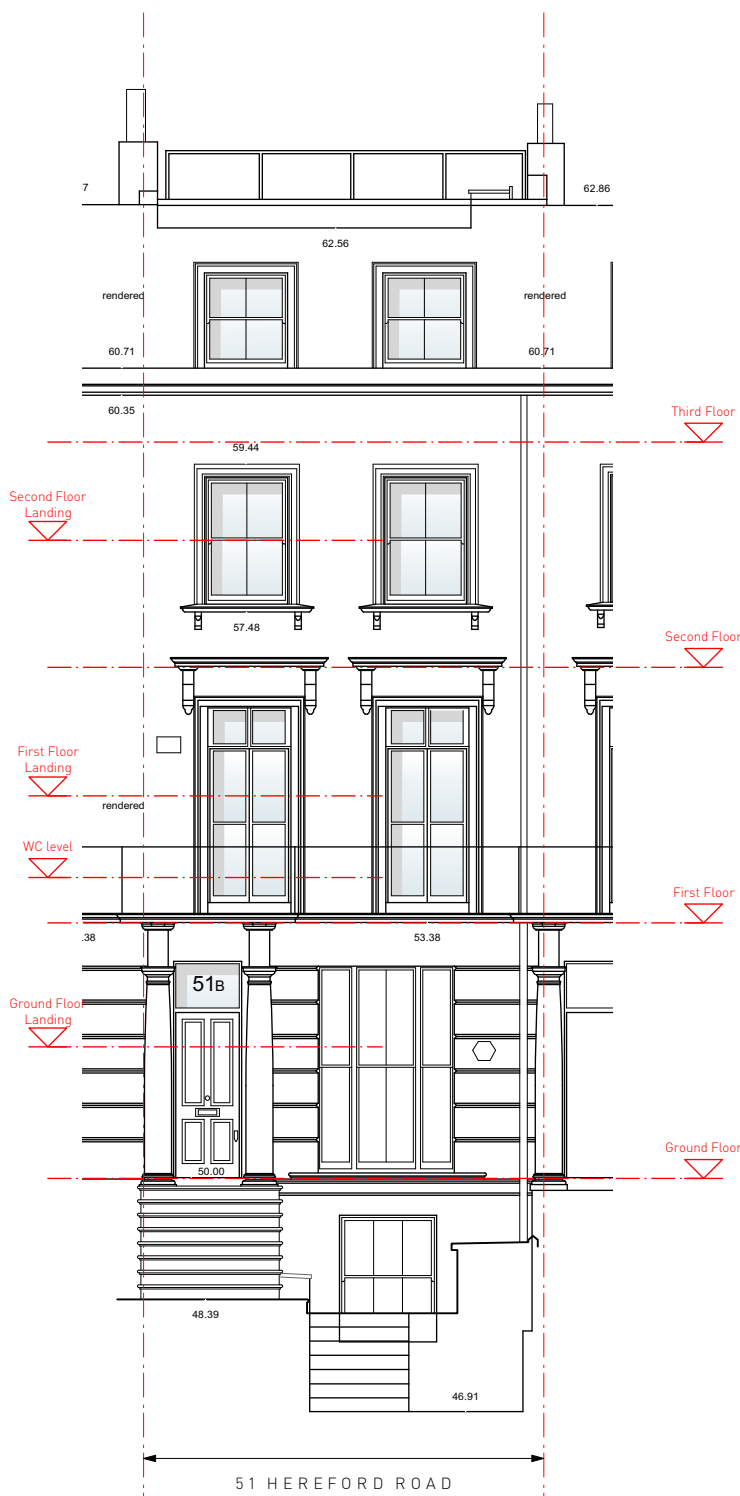 7
62.86
62.56
rendered
rendered
60.71
60.71
60.35
Third Floor
59.44
Second Floor
Landing
57.48
Second Floor
First Floor
Landing
rendered
WC level
First Floor
.38
53.38
51B
Ground Floor
Landing
Ground Floor
50.00
48.39
46.91
51 HEREFORD ROAD